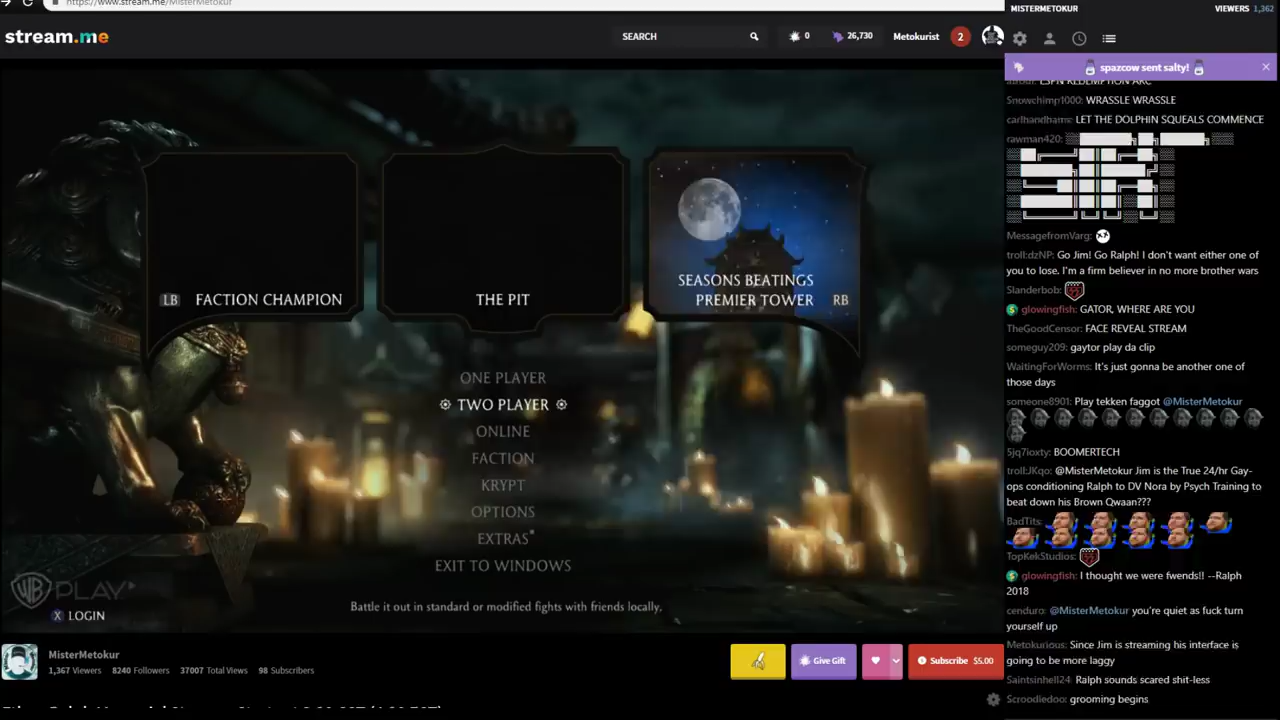 https://www.stream.me/MisterMetokur
stream.me
SEARCH
0
26,730
Metokurist
2
LB FACTION CHAMPION
THE PIT
SEASONS BEATINGS
PREMIER TOWER RB
ONE PLAYER
TWO PLAYER
ONLINE
FACTION
KRYPT
OPTIONS
EXTRAS*
EXIT TO WINDOWS
WB PLAY
X LOGIN
Battle it out in standard or modified fights with friends locally.
MisterMetokur
1,367 Viewers 8240 Followers 37007 Total Views 98 Subscribers
Give Gift
Subscribe $5.00
MISTERMETOKUR
VIEWERS 1,362
spazcow sent salty!
Snowchimp1000: WRASSLE WRASSLE
carlhandhams: LET THE DOLPHIN SQUEALS COMMENCE
rawman420:
MessagefromVarg:
troll:dzNP: Go Jim! Go Ralph! I don't want either one of
you to lose. I'm a firm believer in no more brother wars
Slanderbob:
glowingfish: GATOR, WHERE ARE YOU
TheGoodCensor: FACE REVEAL STREAM
someguy209: gaytor play da clip
WaitingForWorms: It's just gonna be another one of
those days
someone8901: Play tekken faggot @MisterMetokur
5jq7ioxty: BOOMERTECH
troll:JKqo: @MisterMetokur Jim is the True 24/hr Gay-
ops conditioning Ralph to DV Nora by Psych Training to
beat down his Brown Qwaan???
BadTits:
TopKekStudios:
glowingfish: I thought we were fwends!! --Ralph
2018
cenduro: @MisterMetokur you're quiet as fuck turn
yourself up
Metokurious: Since Jim is streaming his interface is
going to be more laggy
Saintsinhell24: Ralph sounds scared shit-less
Scroodiedoo: grooming begins